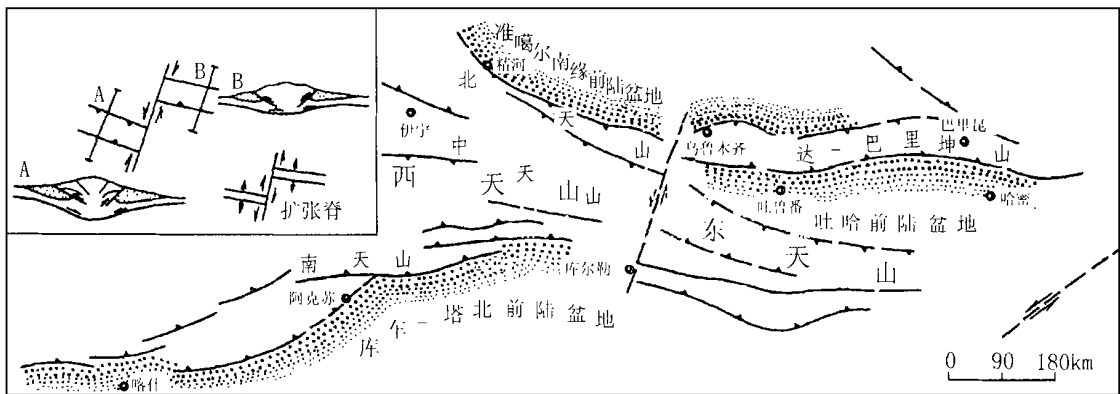 A
B
B
A
扩张脊
准噶尔南缘前陆盆地
精河
北天山
伊宁
中天山
西天山
乌鲁木齐
达-巴里坤山
巴里昆
吐鲁番
哈密
吐哈前陆盆地
东天山
南天山
库尔勒
阿克苏
库车-塔北前陆盆地
喀什
0 90 180km